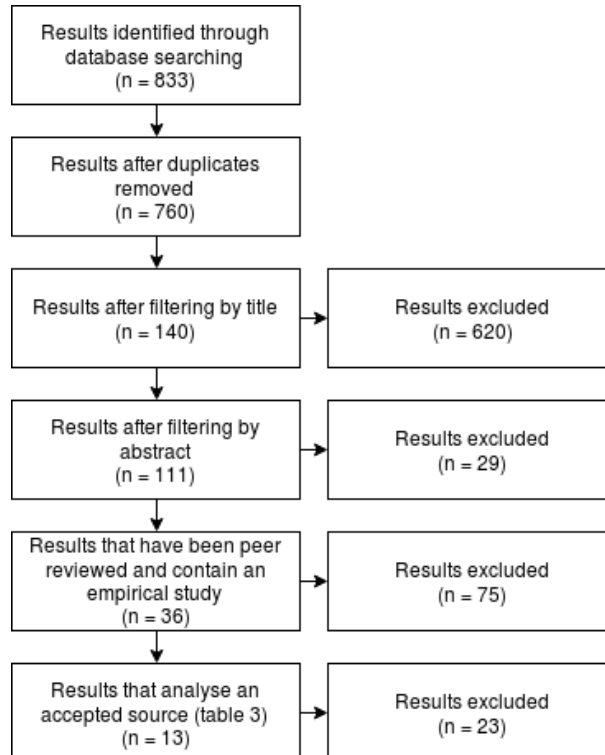 Results identified through
database searching
(n = 833)
Results after duplicates
removed
(n = 760)
Results after filtering by title
(n = 140)
Results excluded
(n = 620)
Results after filtering by
abstract
(n = 111)
Results excluded
(n = 29)
Results that have been peer
reviewed and contain an
empirical study
(n = 36)
Results excluded
(n = 75)
Results that analyse an
accepted source (table 3)
(n = 13)
Results excluded
(n = 23)